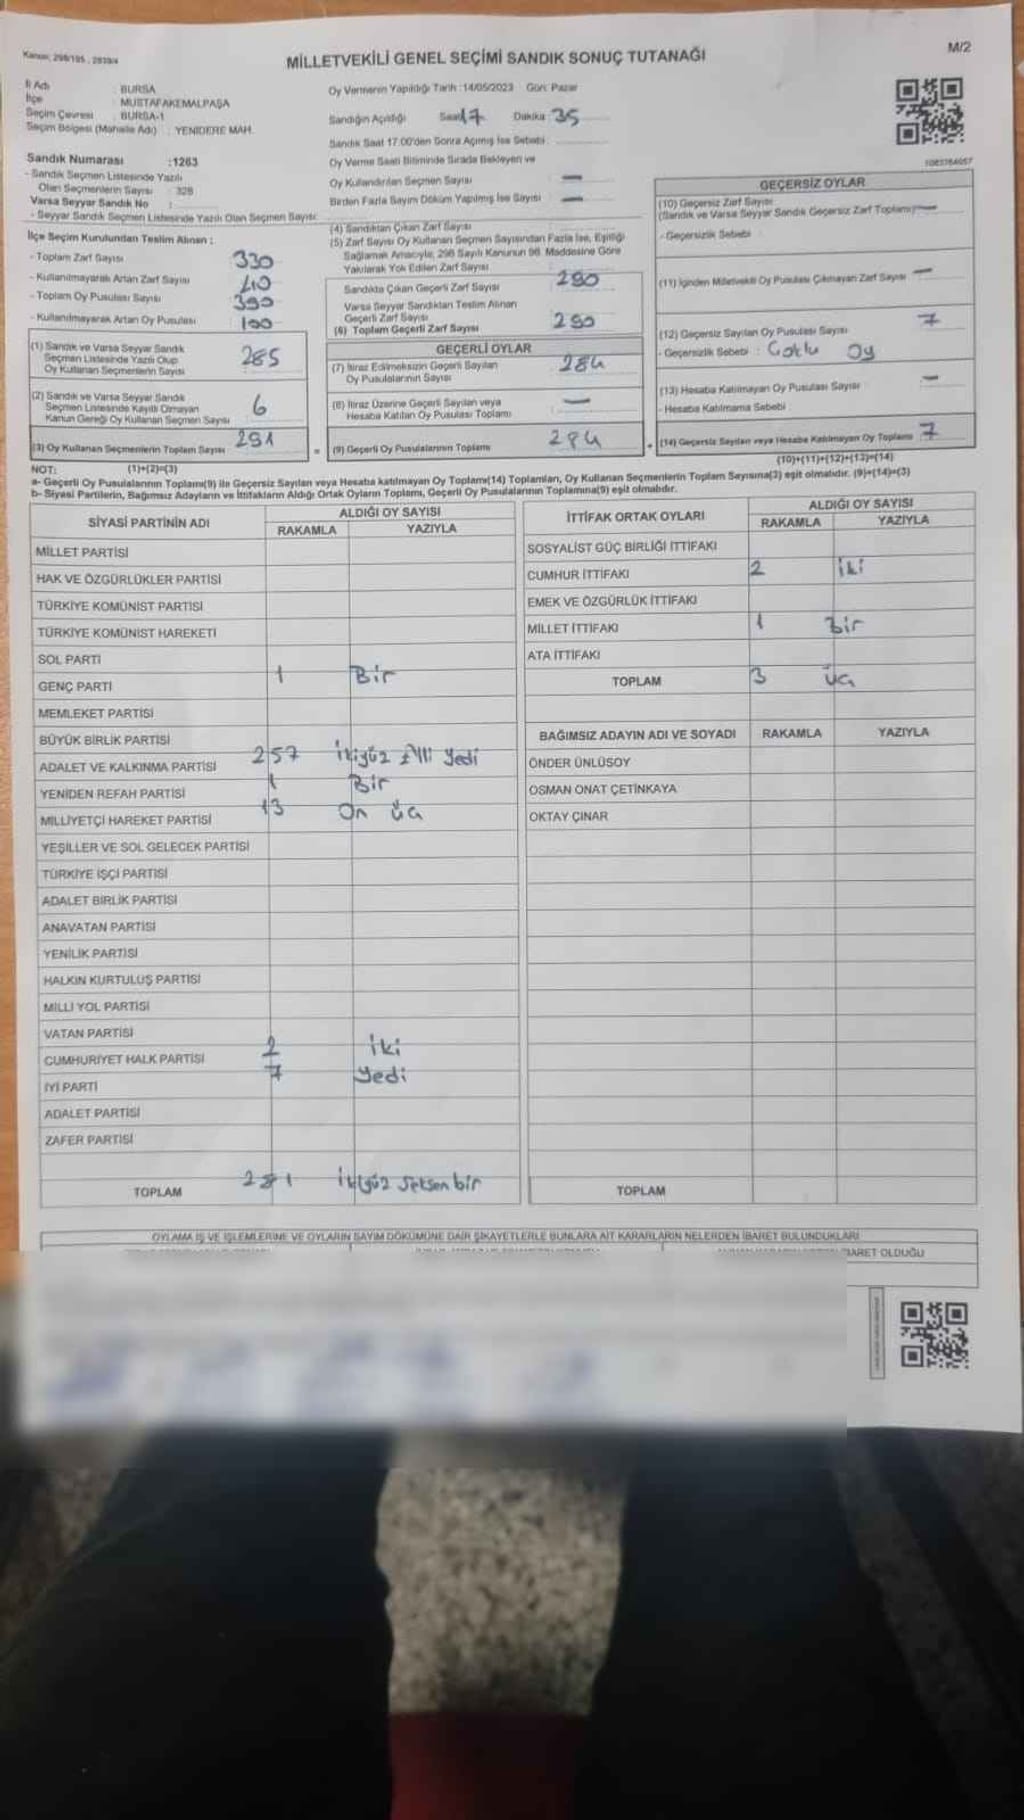 Kanun: 298/105 , 2839/4
MİLLETVEKİLİ GENEL SEÇİMİ SANDIK SONUÇ TUTANAĞI
M/2
İl Adı : BURSA
İlçe : MUSTAFAKEMALPAŞA
Seçim Çevresi : BURSA-1
Seçim Bölgesi (Mahalle Adı) : YENİDERE MAH.
Sandık Numarası :1263
- Sandık Seçmen Listesinde Yazılı
Olan Seçmenlerin Sayısı : 328
Varsa Seyyar Sandık No :
- Seyyar Sandık Seçmen Listesinde Yazılı Olan Seçmen Sayısı:
Oy Vermenin Yapıldığı Tarih :14/05/2023 Gün: Pazar
Sandığın Açıldığı Saat 17 Dakika 35
Sandık Saat 17.00'den Sonra Açılmış İse Sebebi:
Oy Verme Saati Bitiminde Sırada Bekleyen ve
Oy Kullandırılan Seçmen Sayısı —
Birden Fazla Sayım Döküm Yapılmış İse Sayısı —
İlçe Seçim Kurulundan Teslim Alınan :
- Toplam Zarf Sayısı 330
- Kullanılmayarak Artan Zarf Sayısı 40
- Toplam Oy Pusulası Sayısı 390
- Kullanılmayarak Artan Oy Pusulası 100
(1) Sandık ve Varsa Seyyar Sandık
Seçmen Listesinde Yazılı Olup
Oy Kullanan Seçmenlerin Sayısı 285
(2) Sandık ve Varsa Seyyar Sandık
Seçmen Listesinde Kayıtlı Olmayan
Kanun Gereği Oy Kullanan Seçmen Sayısı 6
(3) Oy Kullanan Seçmenlerin Toplam Sayısı 291
(4) Sandıktan Çıkan Zarf Sayısı
(5) Zarf Sayısı Oy Kullanan Seçmen Sayısından Fazla İse, Eşitliği
Sağlamak Amacıyla, 298 Sayılı Kanunun 98. Maddesine Göre
Yakılarak Yok Edilen Zarf Sayısı
Sandıkta Çıkan Geçerli Zarf Sayısı 290
Varsa Seyyar Sandıktan Teslim Alınan
Geçerli Zarf Sayısı
(6) Toplam Geçerli Zarf Sayısı 290
GEÇERLİ OYLAR
(7) İtiraz Edilmeksizin Geçerli Sayılan
Oy Pusulalarının Sayısı 284
(8) İtiraz Üzerine Geçerli Sayılan veya
Hesaba Katılan Oy Pusulası Toplamı —
= (9) Geçerli Oy Pusulalarının Toplamı 284 +
GEÇERSİZ OYLAR
(10) Geçersiz Zarf Sayısı
(Sandık ve Varsa Seyyar Sandık Geçersiz Zarf Toplamı) —
- Geçersizlik Sebebi :
(11) İçinden Milletvekili Oy Pusulası Çıkmayan Zarf Sayısı —
(12) Geçersiz Sayılan Oy Pusulası Sayısı 7
- Geçersizlik Sebebi : Çoklu Oy
(13) Hesaba Katılmayan Oy Pusulası Sayısı —
- Hesaba Katılmama Sebebi
(14) Geçersiz Sayılan veya Hesaba Katılmayan Oy Toplamı 7
NOT: (1)+(2)=(3)
(10)+(11)+(12)+(13)=(14)
a- Geçerli Oy Pusulalarının Toplamı(9) ile Geçersiz Sayılan veya Hesaba katılmayan Oy Toplamı(14) Toplamları, Oy Kullanan Seçmenlerin Toplam Sayısına(3) eşit olmalıdır. (9)+(14)=(3)
b- Siyasi Partilerin, Bağımsız Adayların ve İttifakların Aldığı Ortak Oyların Toplamı, Geçerli Oy Pusulalarının Toplamına(9) eşit olmalıdır.
SİYASİ PARTİNİN ADI ALDIĞI OY SAYISI
RAKAMLA YAZIYLA
MİLLET PARTİSİ
HAK VE ÖZGÜRLÜKLER PARTİSİ
TÜRKİYE KOMÜNİST PARTİSİ
TÜRKİYE KOMÜNİST HAREKETİ
SOL PARTİ
GENÇ PARTİ 1 Bir
MEMLEKET PARTİSİ
BÜYÜK BİRLİK PARTİSİ
ADALET VE KALKINMA PARTİSİ 257 İkiyüz Elli Yedi
YENİDEN REFAH PARTİSİ 1 Bir
MİLLİYETÇİ HAREKET PARTİSİ 13 On üç
YEŞİLLER VE SOL GELECEK PARTİSİ
TÜRKİYE İŞÇİ PARTİSİ
ADALET BİRLİK PARTİSİ
ANAVATAN PARTİSİ
YENİLİK PARTİSİ
HALKIN KURTULUŞ PARTİSİ
MİLLİ YOL PARTİSİ
VATAN PARTİSİ
CUMHURİYET HALK PARTİSİ 2 İki
İYİ PARTİ 7 Yedi
ADALET PARTİSİ
ZAFER PARTİSİ
TOPLAM 281 İkiyüz Seksen bir
İTTİFAK ORTAK OYLARI ALDIĞI OY SAYISI
RAKAMLA YAZIYLA
SOSYALİST GÜÇ BİRLİĞİ İTTİFAKI
CUMHUR İTTİFAKI 2 İki
EMEK VE ÖZGÜRLÜK İTTİFAKI
MİLLET İTTİFAKI 1 Bir
ATA İTTİFAKI
TOPLAM 3 üç
BAĞIMSIZ ADAYIN ADI VE SOYADI RAKAMLA YAZIYLA
ÖNDER ÜNLÜSOY
OSMAN ONAT ÇETİNKAYA
OKTAY ÇINAR
TOPLAM
OYLAMA İŞ VE İŞLEMLERİNE VE OYLARIN SAYIM DÖKÜMÜNE DAİR ŞİKAYETLERLE BUNLARA AİT KARARLARIN NELERDEN İBARET BULUNDUKLARI
BARET OLDUĞU